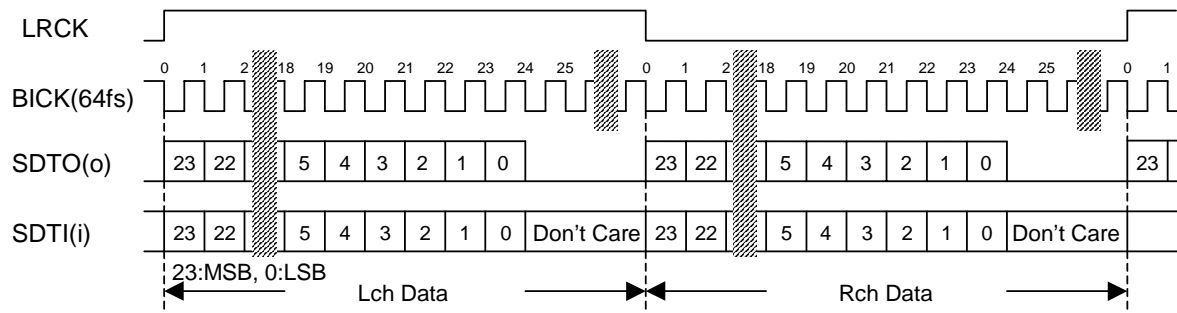 LRCK
0 1 2 18 19 20 21 22 23 24 25 0 1 2 18 19 20 21 22 23 24 25 0 1
BICK(64fs)
SDTO(o) 23 22 5 4 3 2 1 0 23 22 5 4 3 2 1 0 23
SDTI(i) 23 22 5 4 3 2 1 0 Don't Care 23 22 5 4 3 2 1 0 Don't Care
23:MSB, 0:LSB
Lch Data Rch Data